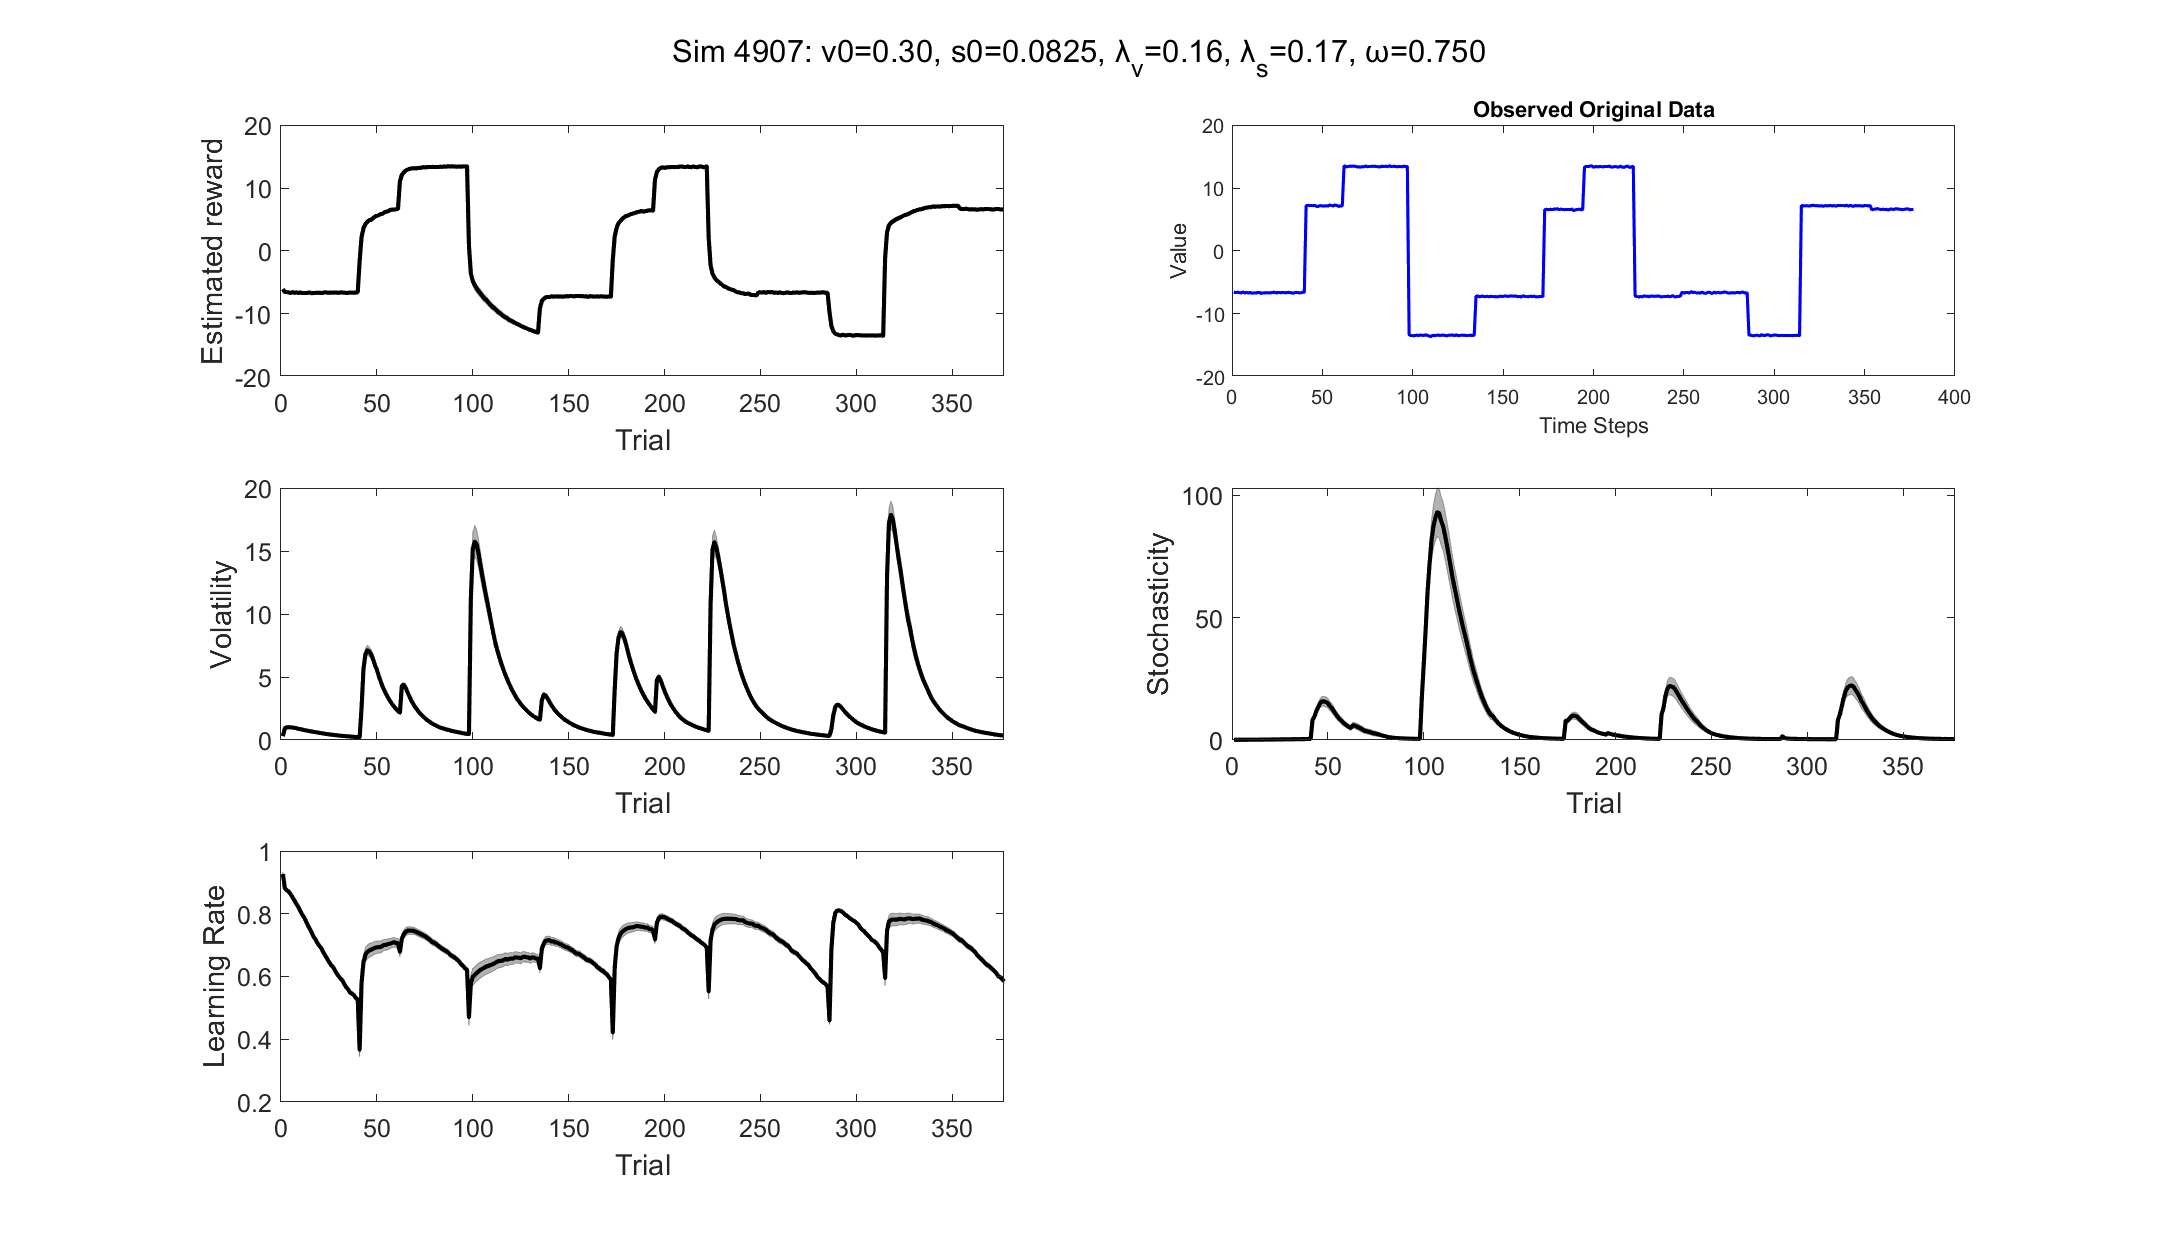 Sim 4907: v0=0.30, s0=0.0825, λ_v=0.16, λ_s=0.17, ω=0.750
Estimated reward
20
10
0
-10
-20
0 50 100 150 200 250 300 350
Trial
Observed Original Data
Value
20
10
0
-10
-20
0 50 100 150 200 250 300 350 400
Time Steps
Volatility
20
15
10
5
0
0 50 100 150 200 250 300 350
Trial
Stochasticity
100
50
0
0 50 100 150 200 250 300 350
Trial
Learning Rate
1
0.8
0.6
0.4
0.2
0 50 100 150 200 250 300 350
Trial